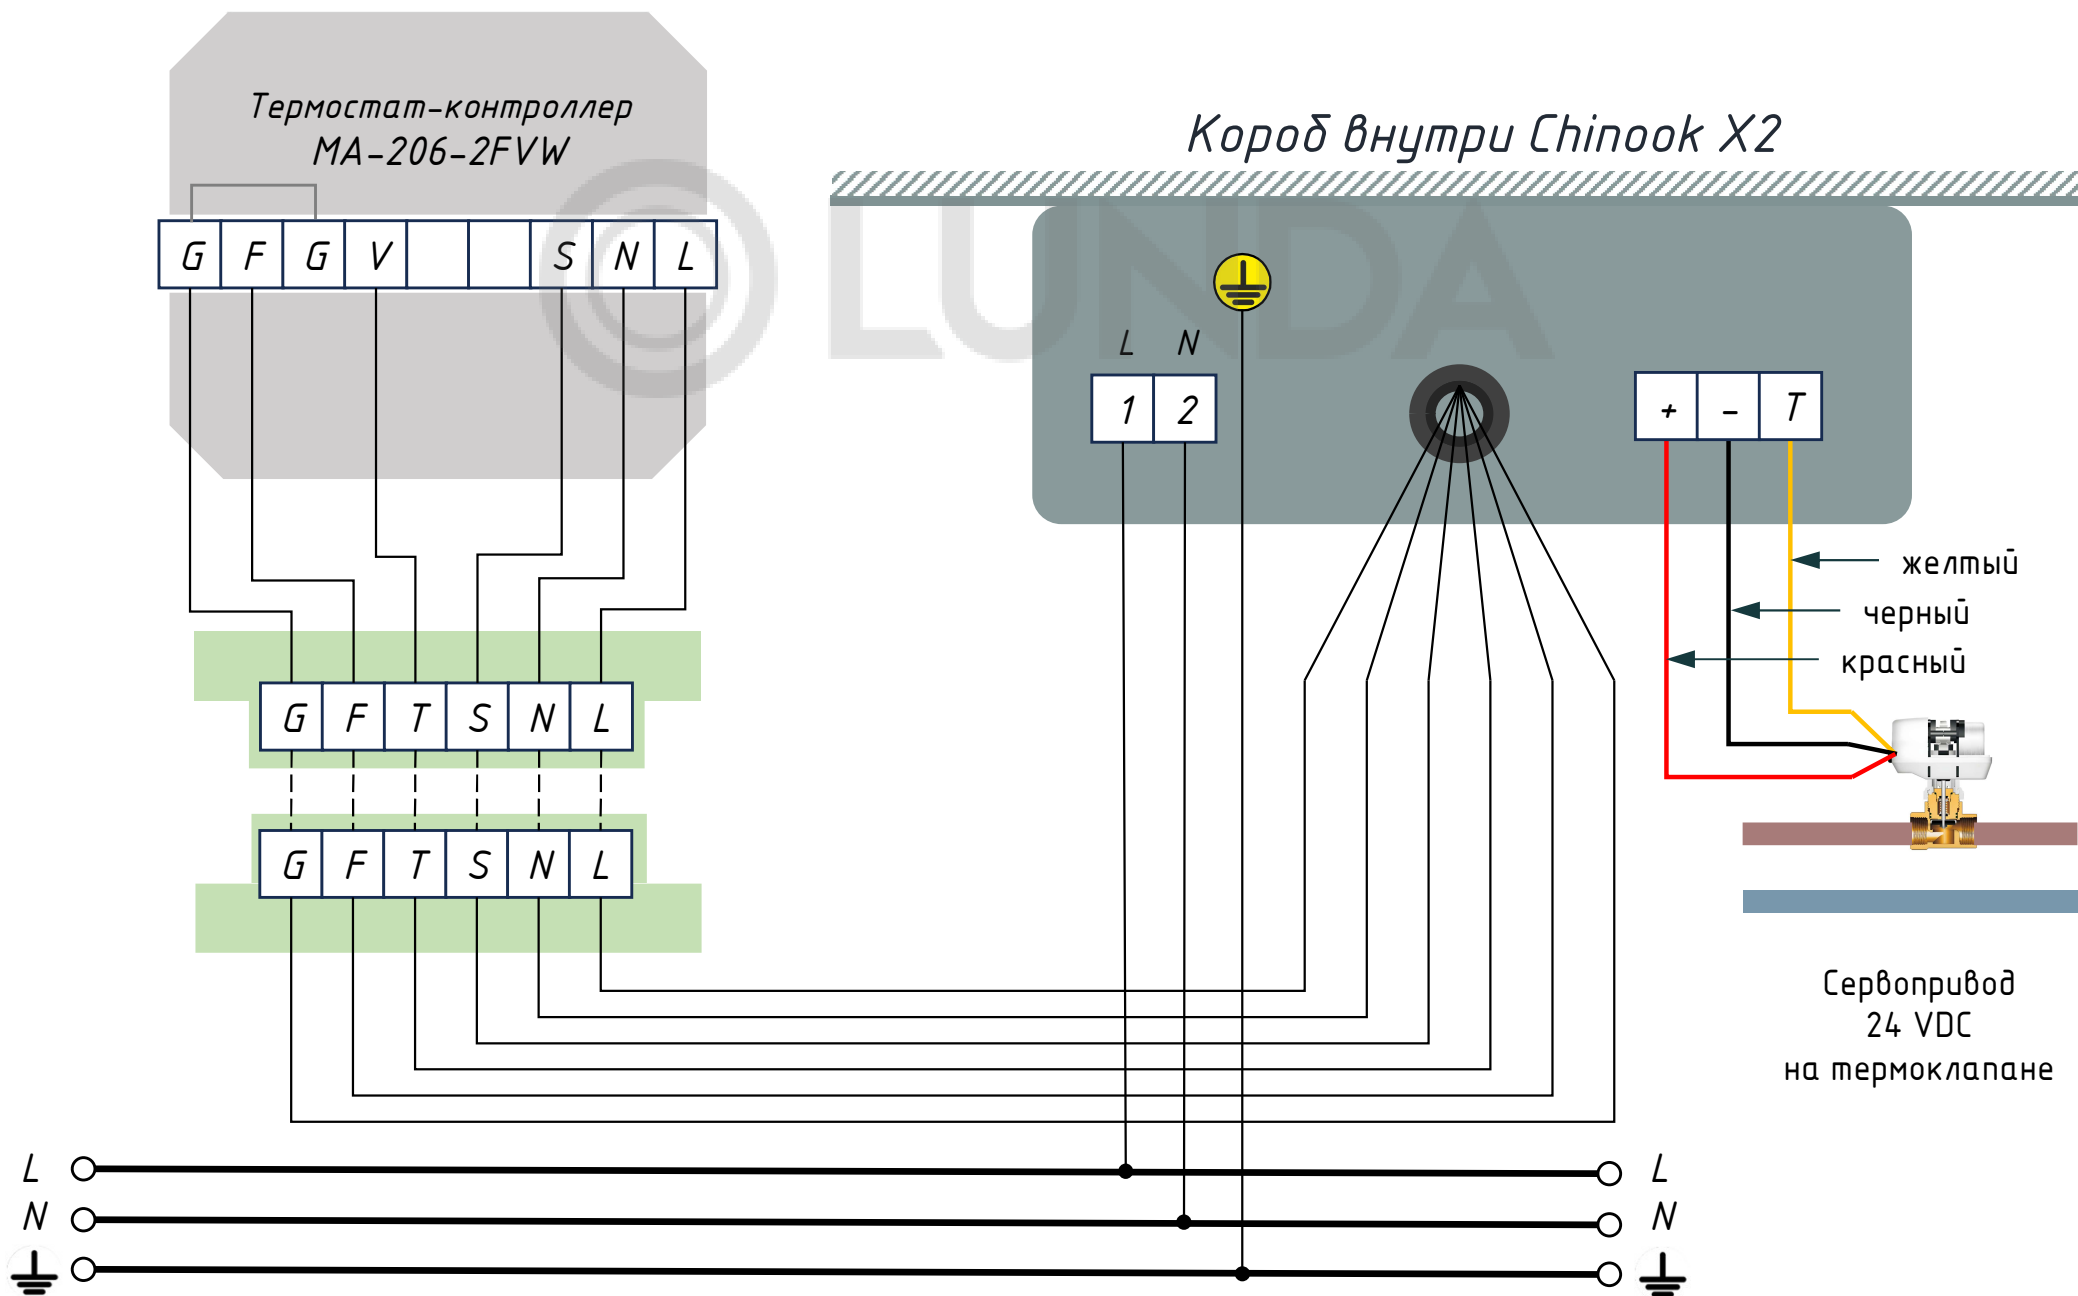 Термостат-контроллер
MA-206-2FVW
Короб внутри Chinook X2
G F G V S N L
LUNDA
L N
1 2
+ - T
желтый
черный
красный
G F T S N L
G F T S N L
Сервопривод
24 VDC
на термоклапане
L L
N N